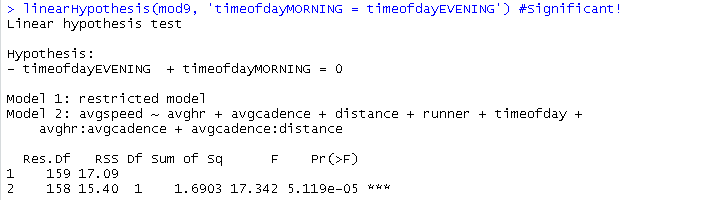 > linearHypothesis(mod9, 'timeofdayMORNING = timeofdayEVENING') #Significant!
Linear hypothesis test
Hypothesis:
- timeofdayEVENING  + timeofdayMORNING = 0
Model 1: restricted model
Model 2: avgspeed ~ avghr + avgcadence + distance + runner + timeofday +
    avghr:avgcadence + avgcadence:distance
  Res.Df   RSS Df Sum of Sq      F    Pr(>F)
1    159 17.09
2    158 15.40  1    1.6903 17.342 5.119e-05 ***